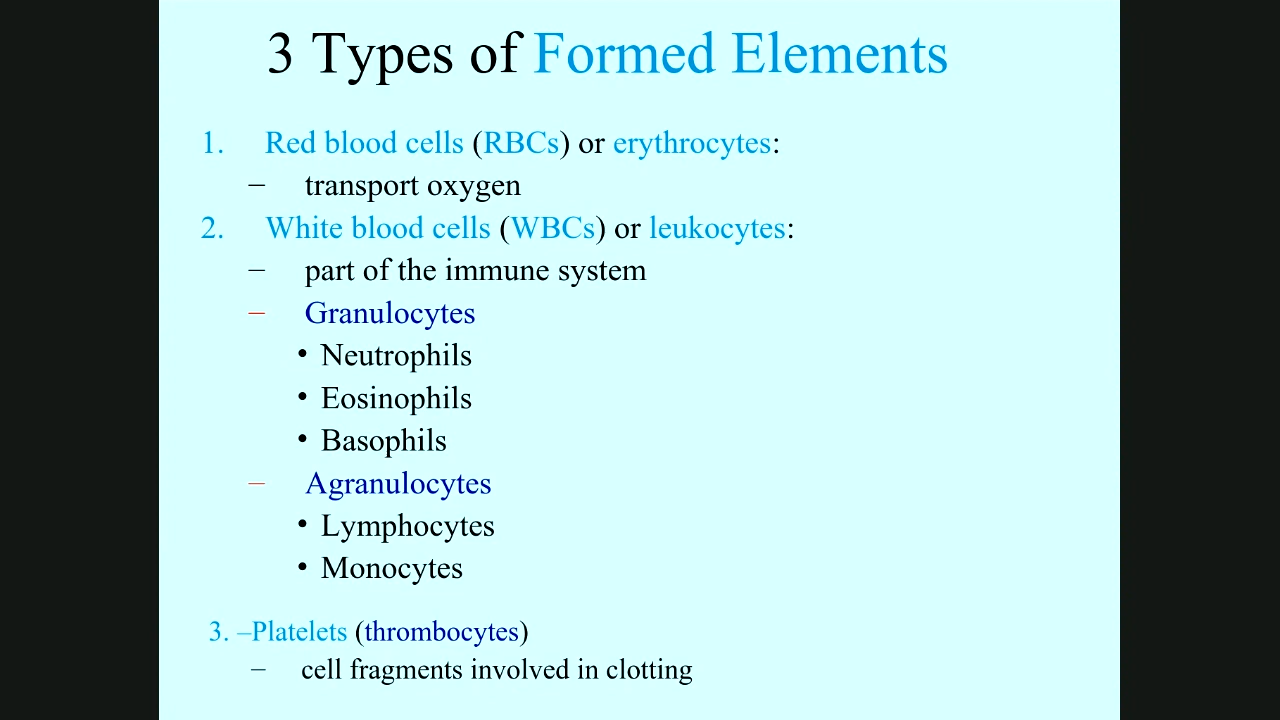 3 Types of Formed Elements
1. Red blood cells (RBCs) or erythrocytes:
– transport oxygen
2. White blood cells (WBCs) or leukocytes:
– part of the immune system
– Granulocytes
• Neutrophils
• Eosinophils
• Basophils
– Agranulocytes
• Lymphocytes
• Monocytes
3. –Platelets (thrombocytes)
– cell fragments involved in clotting